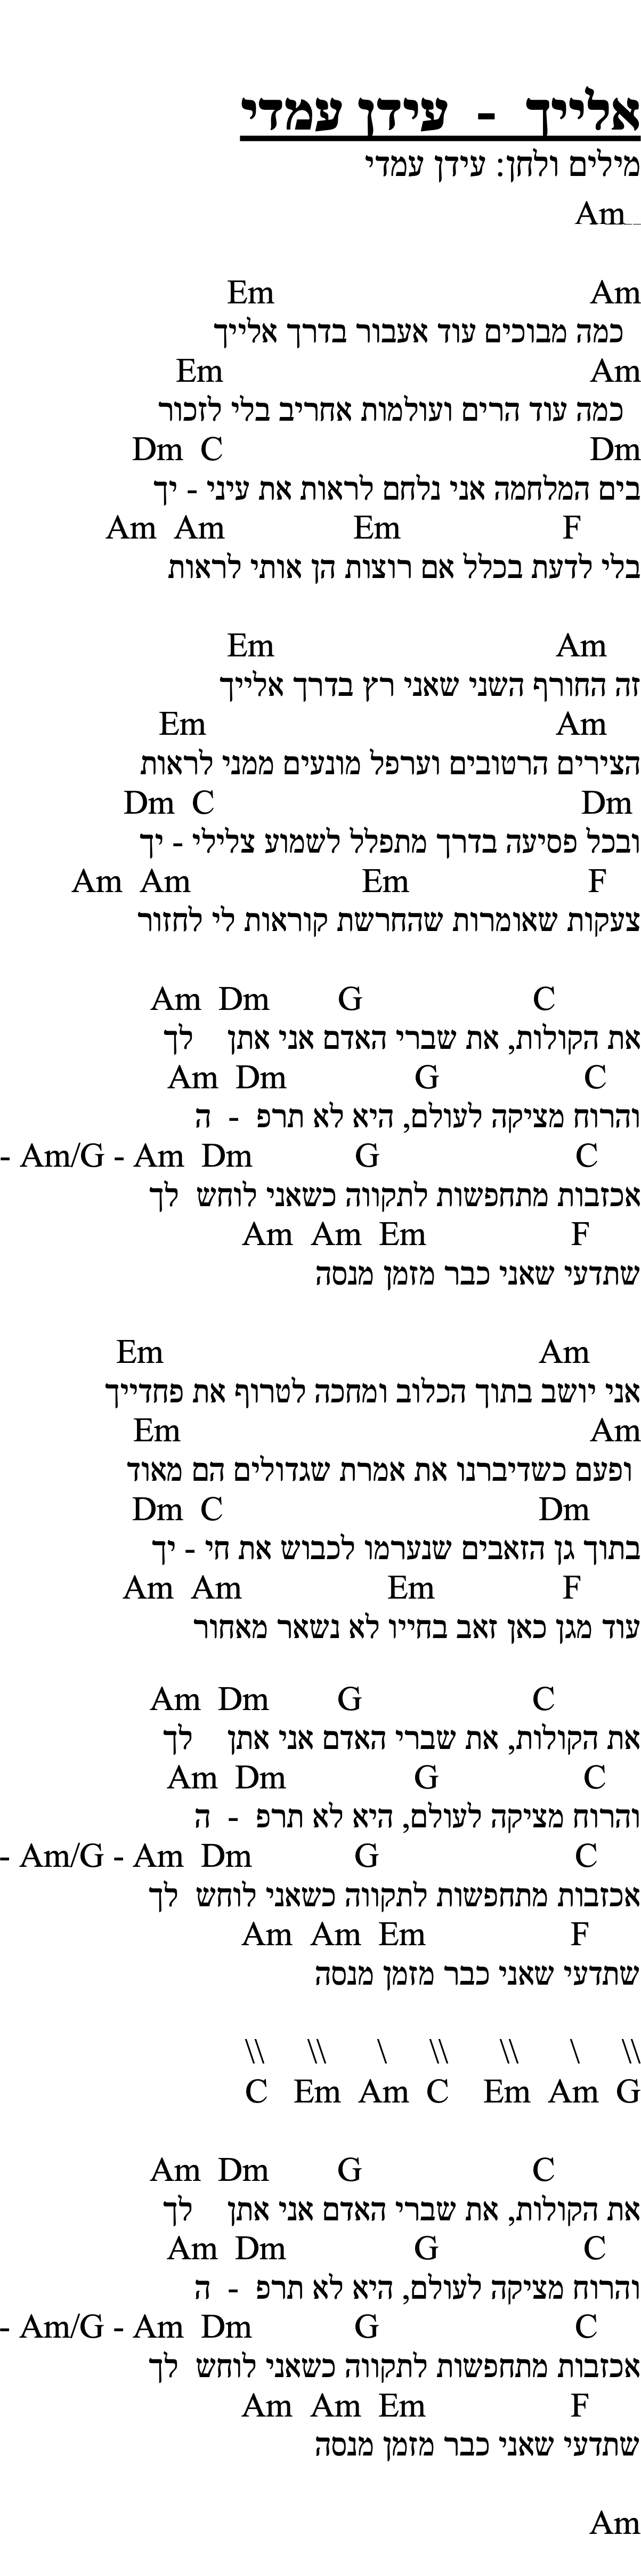 אלייך - עידן עמדי
מילים ולחן: עידן עמדי
Am
Em Am
כמה מבוכים עוד אעבור בדרך אלייך
Em Am
כמה עוד הרים ועולמות אחריב בלי לזכור
Dm C Dm
בים המלחמה אני נלחם לראות את עיני - יך
Am Am Em F
בלי לדעת בכלל אם רוצות הן אותי לראות
Em Am
זה החורף השני שאני רץ בדרך אלייך
Em Am
הצירים הרטובים וערפל מונעים ממני לראות
Dm C Dm
ובכל פסיעה בדרך מתפלל לשמוע צלילי - יך
Am Am Em F
צעקות שאומרות שהחרשת קוראות לי לחזור
Am Dm G C
את הקולות, את שברי האדם אני אתן לך
Am Dm G C
והרוח מציקה לעולם, היא לא תרפ - ה
- Am/G - Am Dm G C
אכזבות מתחפשות לתקווה כשאני לוחש לך
Am Am Em F
שתדעי שאני כבר מזמן מנסה
Em Am
אני יושב בתוך הכלוב ומחכה לטרוף את פחדייך
Em Am
ופעם כשדיברנו את אמרת שגדולים הם מאוד
Dm C Dm
בתוך גן הזאבים שנערמו לכבוש את חי - יך
Am Am Em F
עוד מגן כאן זאב בחייו לא נשאר מאחור
Am Dm G C
את הקולות, את שברי האדם אני אתן לך
Am Dm G C
והרוח מציקה לעולם, היא לא תרפ - ה
- Am/G - Am Dm G C
אכזבות מתחפשות לתקווה כשאני לוחש לך
Am Am Em F
שתדעי שאני כבר מזמן מנסה
\\ \\ \ \\ \\ \ \\
C Em Am C Em Am G
Am Dm G C
את הקולות, את שברי האדם אני אתן לך
Am Dm G C
והרוח מציקה לעולם, היא לא תרפ - ה
- Am/G - Am Dm G C
אכזבות מתחפשות לתקווה כשאני לוחש לך
Am Am Em F
שתדעי שאני כבר מזמן מנסה
Am